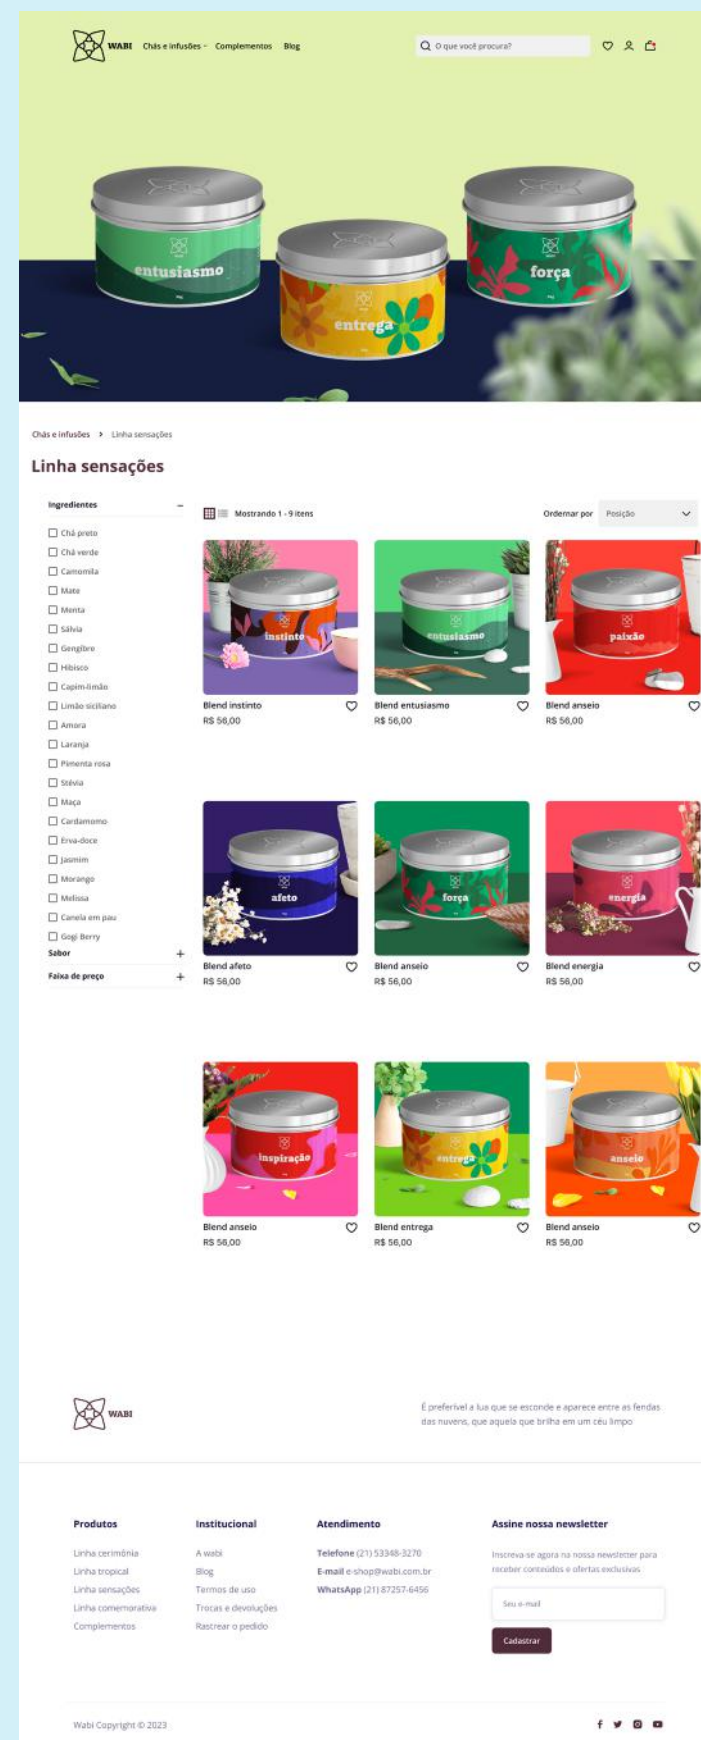 WABI
Chás e infusões
Complementos
Blog
O que você procura?
entusiasmo
entrega
força
Chás e infusões > Linha sensações
Linha sensações
Ingredientes
Chá preto
Chá verde
Camomila
Mate
Menta
Sálvia
Gengibre
Hibisco
Capim-limão
Limão siciliano
Amora
Laranja
Pimenta rosa
Stévia
Maça
Cardamomo
Erva-doce
Jasmim
Morango
Melissa
Canela em pau
Gogi Berry
Sabor
Faixa de preço
Mostrando 1 - 9 itens
Ordernar por
Posição
instinto
Blend instinto
R$ 56,00
entusiasmo
Blend entusiasmo
R$ 56,00
paixão
Blend anseio
R$ 56,00
afeto
Blend afeto
R$ 56,00
força
Blend anseio
R$ 56,00
energia
Blend energia
R$ 56,00
inspiração
Blend anseio
R$ 56,00
entrega
Blend entrega
R$ 56,00
anseio
Blend anseio
R$ 56,00
WABI
É preferível a lua que se esconde e aparece entre as fendas
das nuvens, que aquela que brilha em um céu limpo
Produtos
Linha cerimônia
Linha tropical
Linha sensações
Linha comemorativa
Complementos
Institucional
A wabi
Blog
Termos de uso
Trocas e devoluções
Rastrear o pedido
Atendimento
Telefone (21) 53348-3270
E-mail e-shop@wabi.com.br
WhatsApp (21) 87257-6456
Assine nossa newsletter
Inscreva-se agora na nossa newsletter para
receber conteúdos e ofertas exclusivas
Seu e-mail
Cadastrar
Wabi Copyright © 2023